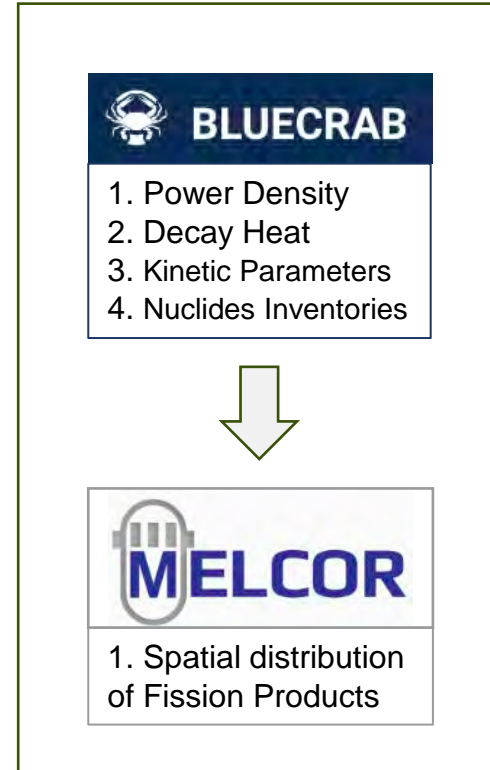 BLUECRAB
1. Power Density
2. Decay Heat
3. Kinetic Parameters
4. Nuclides Inventories
MELCOR
1. Spatial distribution
of Fission Products